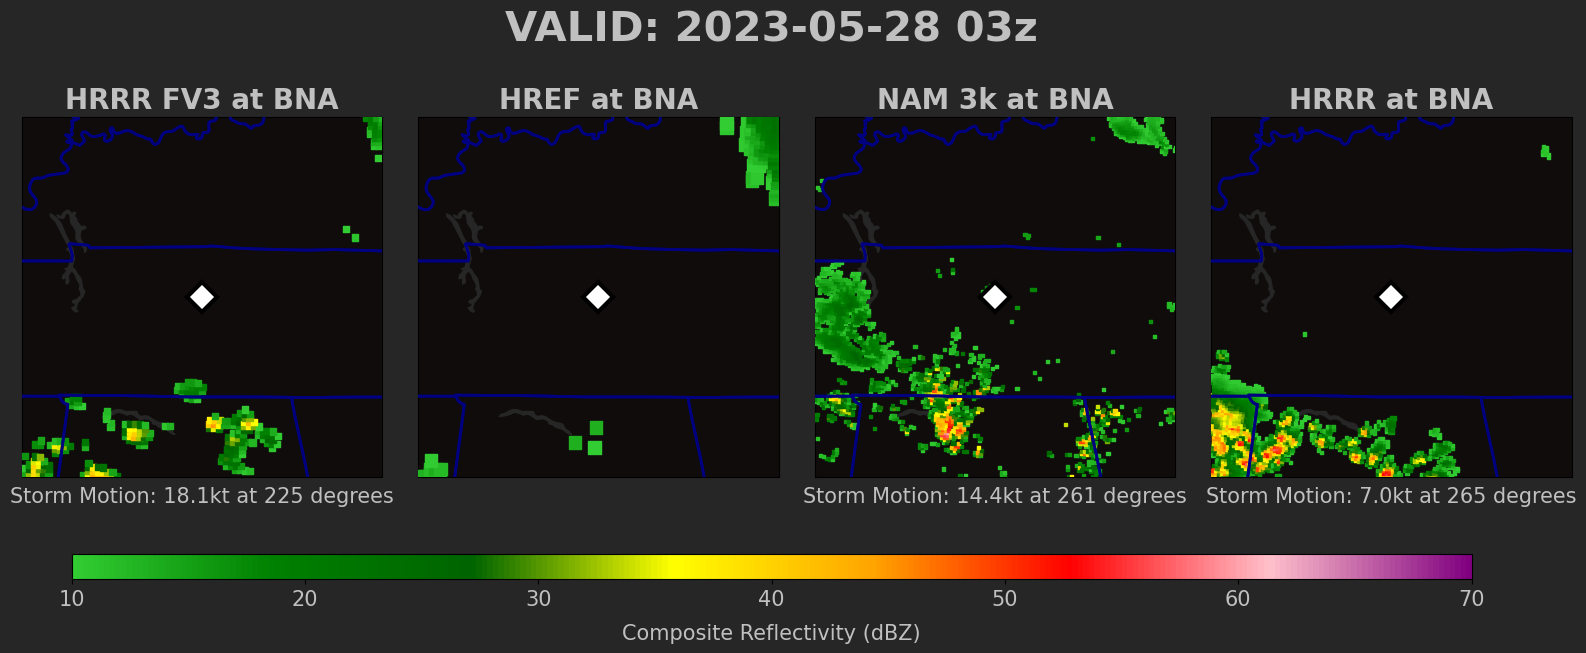 VALID: 2023-05-28 03z
HRRR FV3 at BNA
HREF at BNA
NAM 3k at BNA
HRRR at BNA
Storm Motion: 18.1kt at 225 degrees
Storm Motion: 14.4kt at 261 degrees
Storm Motion: 7.0kt at 265 degrees
10 20 30 40 50 60 70
Composite Reflectivity (dBZ)